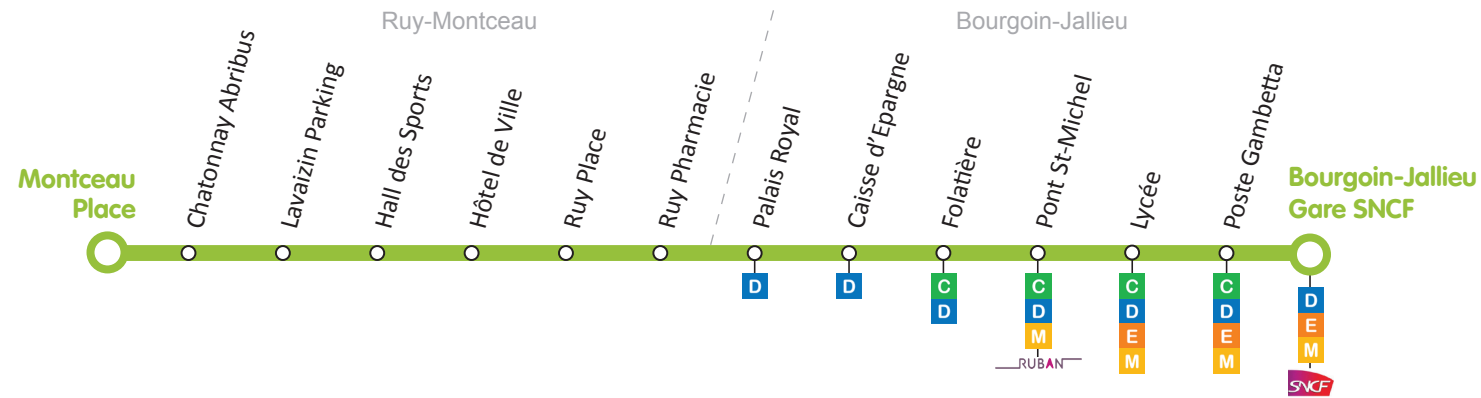 Ruy-Montceau
Bourgoin-Jallieu
Montceau
Place
Chatonnay Abribus
Lavaizin Parking
Hall des Sports
Hôtel de Ville
Ruy Place
Ruy Pharmacie
Palais Royal
Caisse d'Epargne
Folatière
Pont St-Michel
Lycée
Poste Gambetta
Bourgoin-Jallieu
Gare SNCF
D
D
C
D
C
D
M
RUBAN
C
D
E
M
C
D
E
M
D
E
M
SNCF